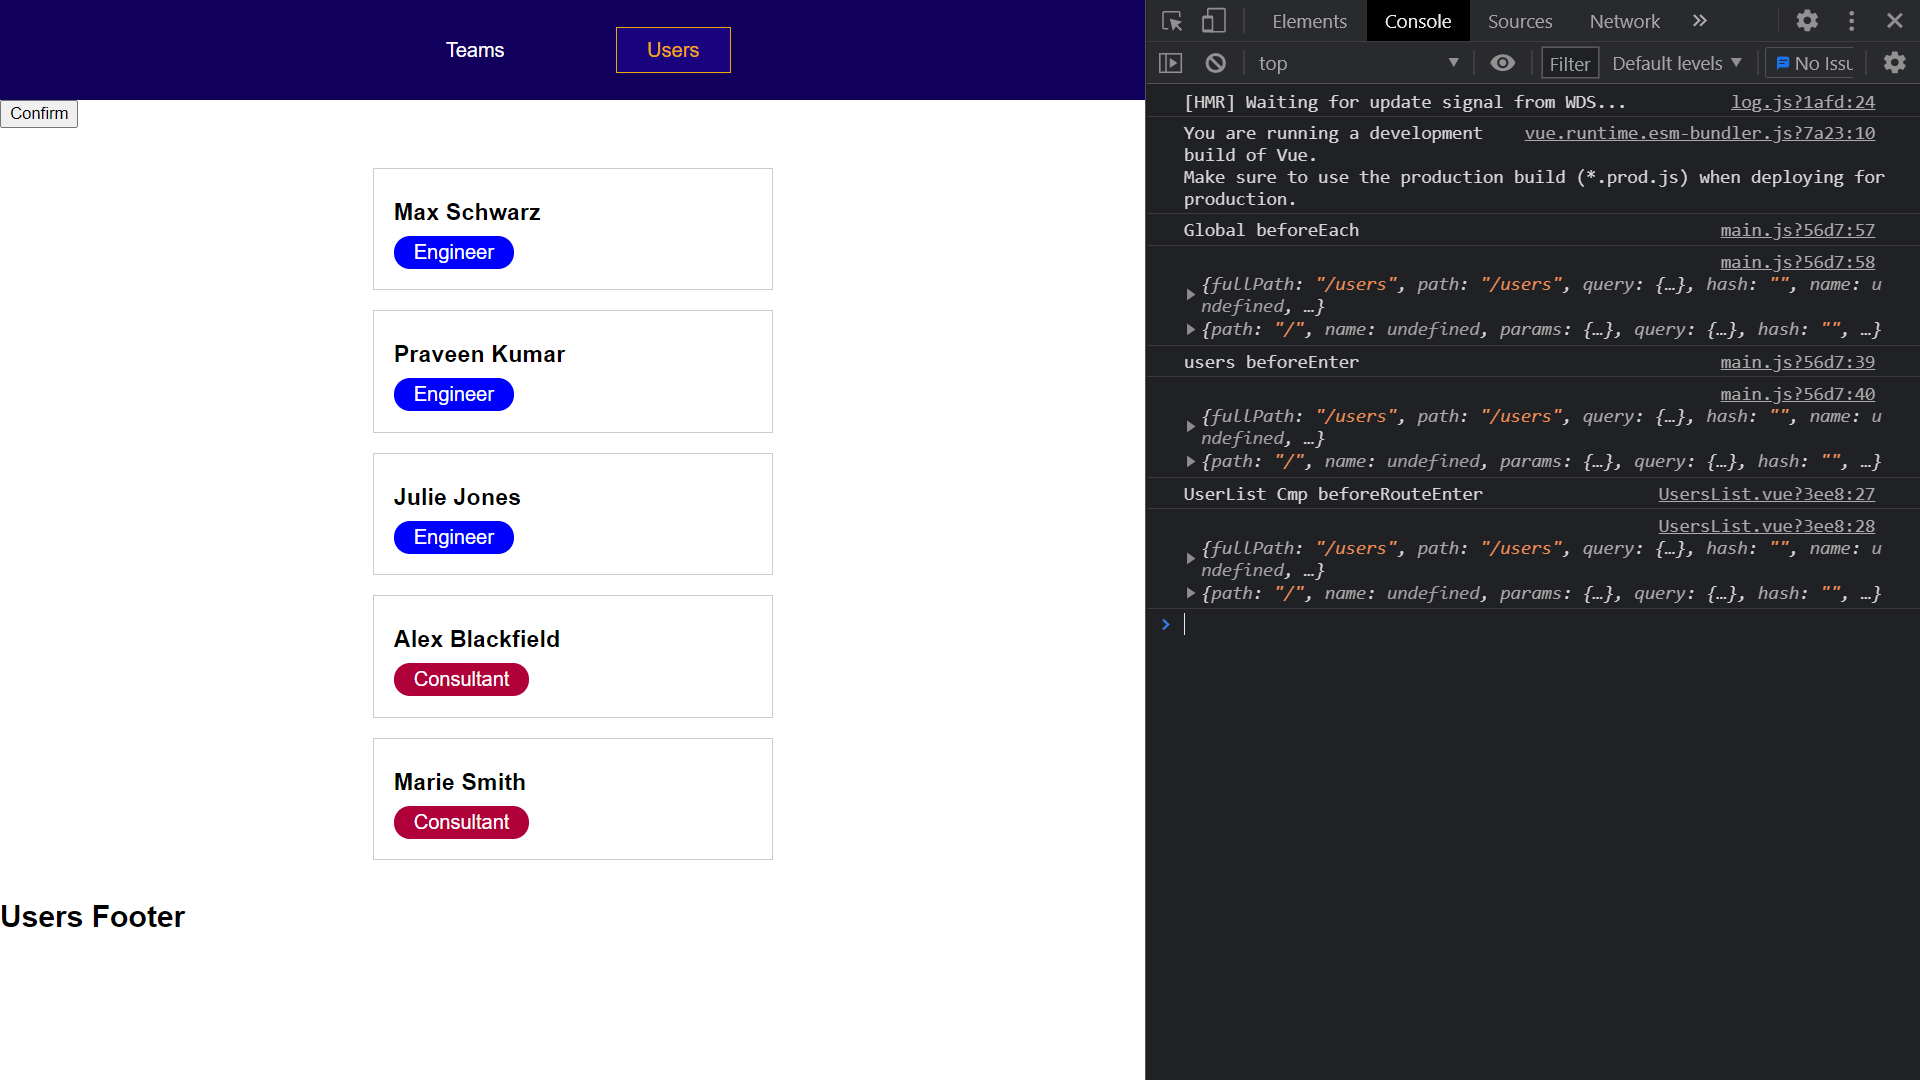 Teams
Users
Confirm
Max Schwarz
Engineer
Praveen Kumar
Engineer
Julie Jones
Engineer
Alex Blackfield
Consultant
Marie Smith
Consultant
Users Footer
Elements Console Sources Network
top Filter Default levels No Issu
[HMR] Waiting for update signal from WDS... log.js?1afd:24
You are running a development vue.runtime.esm-bundler.js?7a23:10
build of Vue.
Make sure to use the production build (*.prod.js) when deploying for
production.
Global beforeEach main.js?56d7:57
main.js?56d7:58
{fullPath: "/users", path: "/users", query: {…}, hash: "", name: u
ndefined, …}
{path: "/", name: undefined, params: {…}, query: {…}, hash: "", …}
users beforeEnter main.js?56d7:39
main.js?56d7:40
{fullPath: "/users", path: "/users", query: {…}, hash: "", name: u
ndefined, …}
{path: "/", name: undefined, params: {…}, query: {…}, hash: "", …}
UserList Cmp beforeRouteEnter UsersList.vue?3ee8:27
UsersList.vue?3ee8:28
{fullPath: "/users", path: "/users", query: {…}, hash: "", name: u
ndefined, …}
{path: "/", name: undefined, params: {…}, query: {…}, hash: "", …}